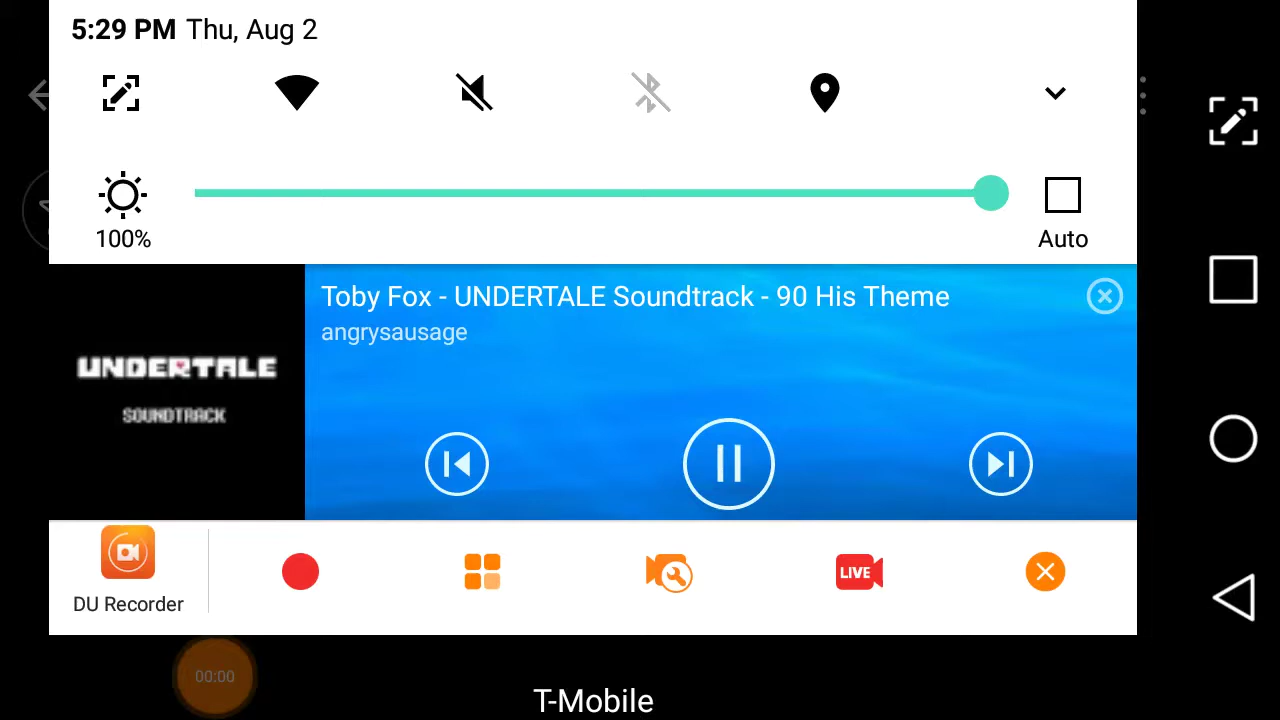 5:29 PM Thu, Aug 2
100%
Auto
Toby Fox - UNDERTALE Soundtrack - 90 His Theme
angrysausage
UNDERTALE
SOUNDTRACK
DU Recorder
LIVE
00:00
T-Mobile